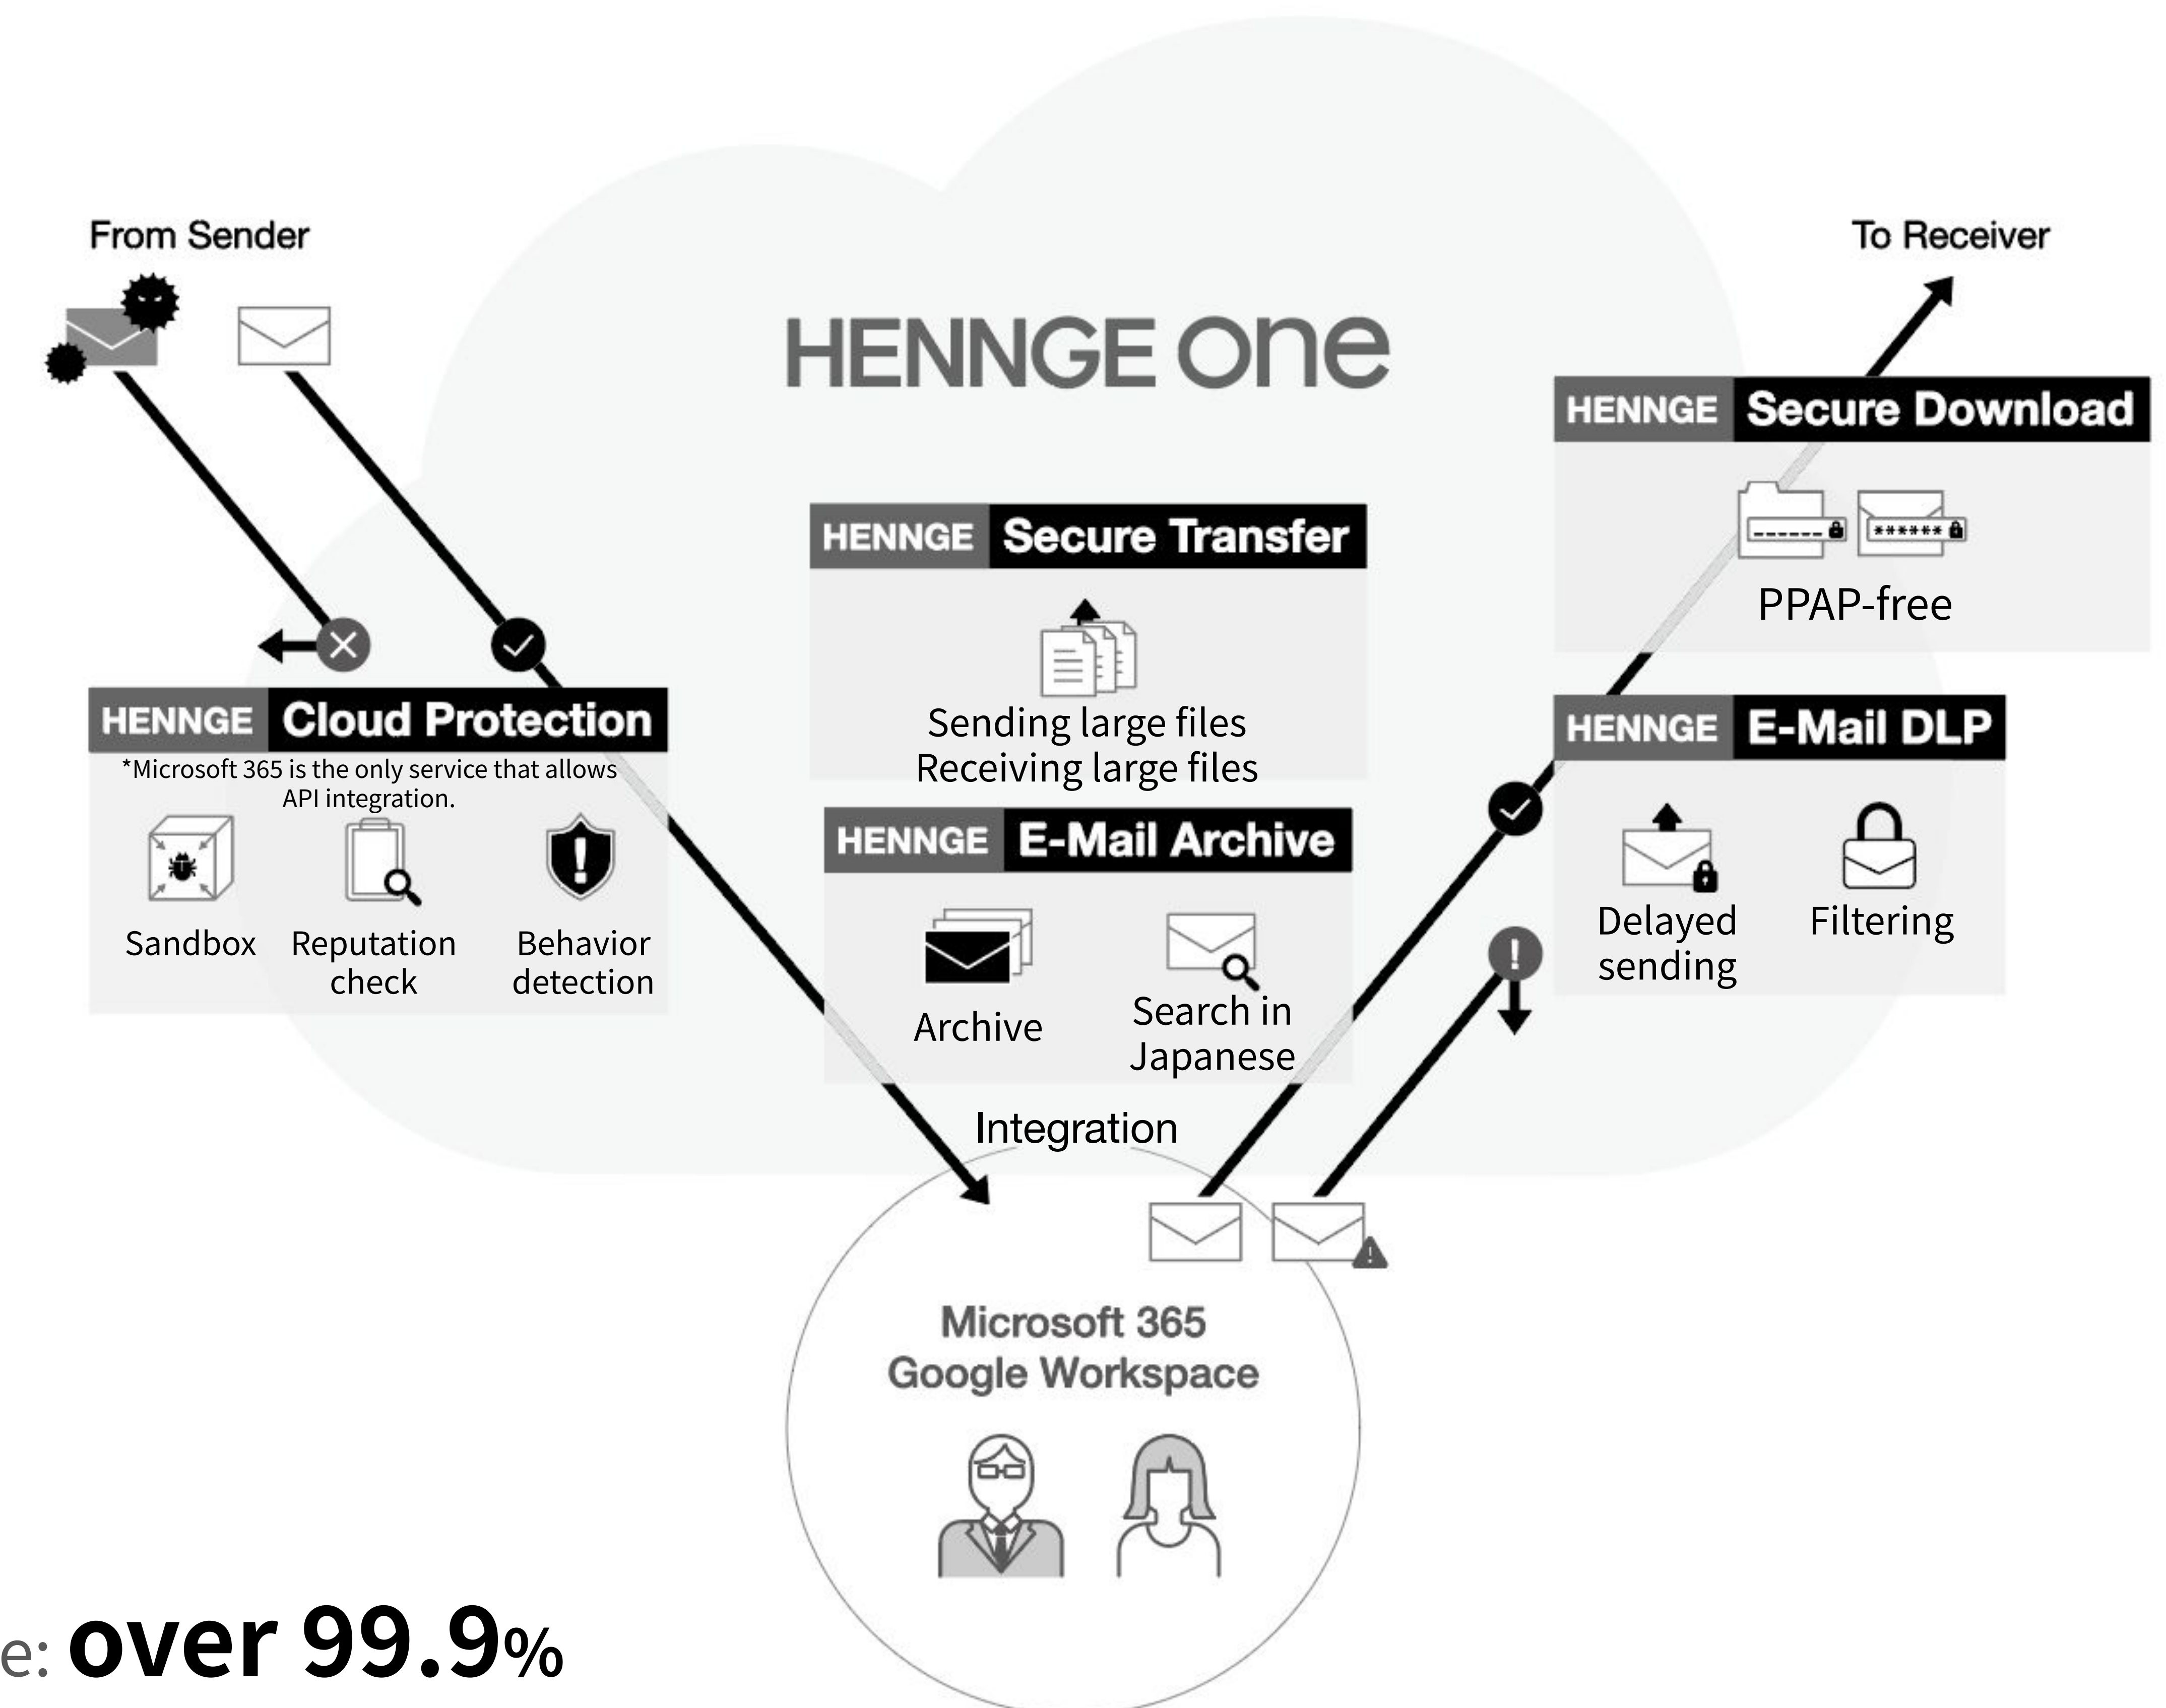 From Sender
To Receiver
HENNGE one
HENNGE Secure Download
PPAP-free
HENNGE Secure Transfer
Sending large files
Receiving large files
HENNGE Cloud Protection
*Microsoft 365 is the only service that allows
API integration.
Sandbox
Reputation
check
Behavior
detection
HENNGE E-Mail DLP
Delayed
sending
Filtering
HENNGE E-Mail Archive
Archive
Search in
Japanese
Integration
Microsoft 365
Google Workspace
e: over 99.9%